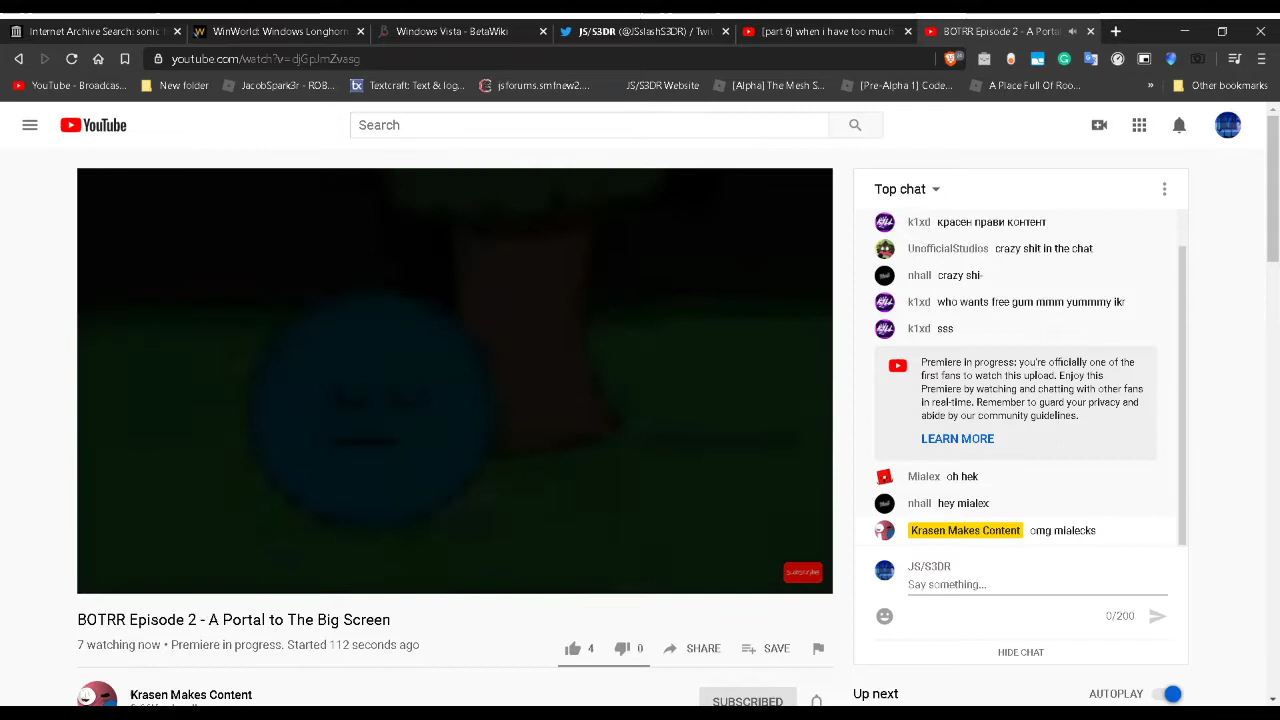 Internet Archive Search: sonic
WinWorld: Windows Longhorn
Windows Vista - BetaWiki
JS/S3DR (@JSslashS3DR) / Twit
[part 6] when i have too much
BOTRR Episode 2 - A Portal
youtube.com/watch?v=djGpJmZvasg
YouTube - Broadcas...
New folder
JacobSpark3r - ROB...
Textcraft: Text & log...
jsforums.smfnew2....
JS/S3DR Website
[Alpha] The Mesh S...
[Pre-Alpha 1] Code...
A Place Full Of Roo...
»
Other bookmarks
YouTube
Search
Top chat
k1xd красен прави контент
UnofficialStudios crazy shit in the chat
nhall crazy shi-
k1xd who wants free gum mmm yummmy ikr
k1xd sss
Premiere in progress: you're officially one of the
first fans to watch this upload. Enjoy this
Premiere by watching and chatting with other fans
in real-time. Remember to guard your privacy and
abide by our community guidelines.
LEARN MORE
Mialex oh hek
nhall hey mialex
Krasen Makes Content omg mialecks
JS/S3DR
Say something...
0/200
HIDE CHAT
SUBSCRIBE
BOTRR Episode 2 - A Portal to The Big Screen
7 watching now • Premiere in progress. Started 112 seconds ago
4
0
SHARE
SAVE
Krasen Makes Content
SUBSCRIBED
Up next
AUTOPLAY